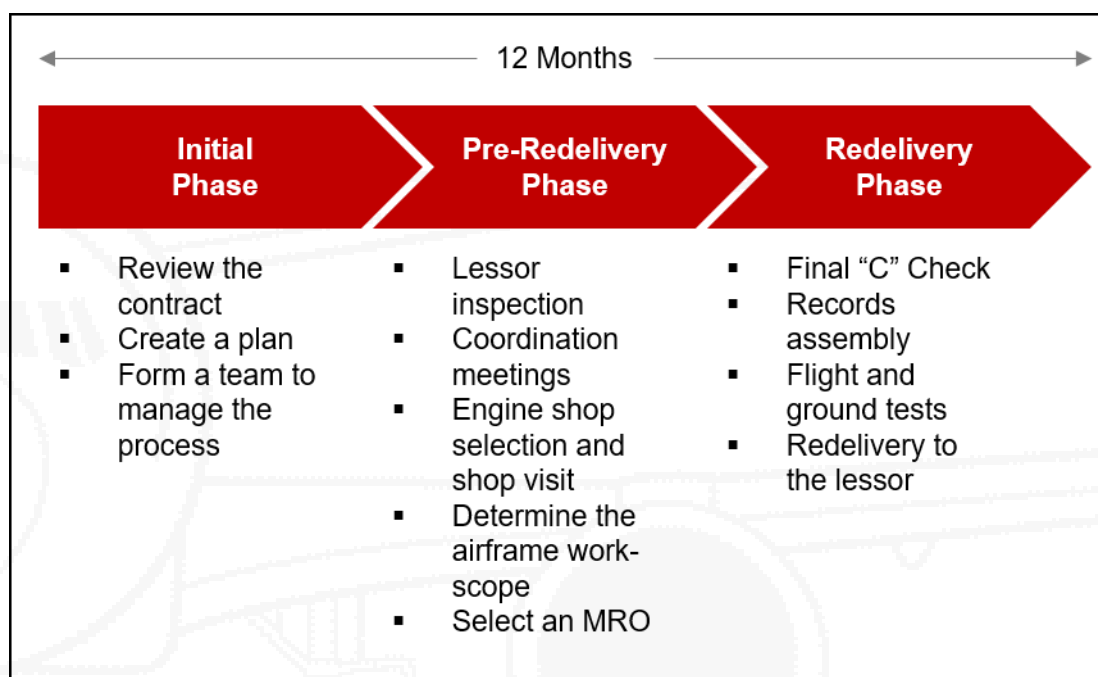 12 Months
Initial
Phase
Pre-Redelivery
Phase
Redelivery
Phase
▪ Review the
contract
▪ Create a plan
▪ Form a team to
manage the
process
▪ Lessor
inspection
▪ Coordination
meetings
▪ Engine shop
selection and
shop visit
▪ Determine the
airframe work-
scope
▪ Select an MRO
▪ Final “C” Check
▪ Records
assembly
▪ Flight and
ground tests
▪ Redelivery to
the lessor